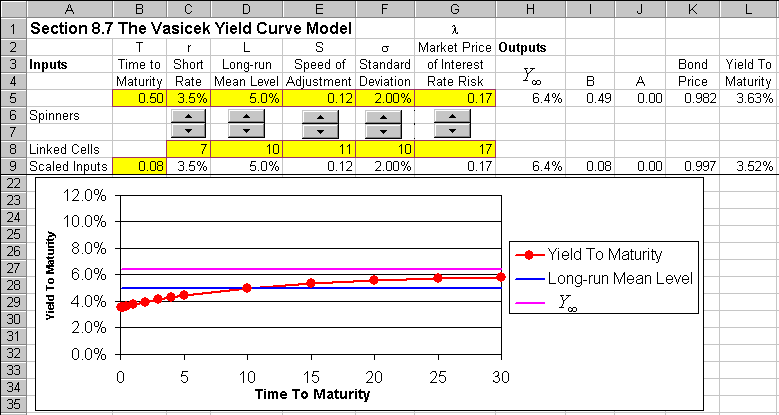 A B C D E F G H I J K L
1 Section 8.7 The Vasicek Yield Curve Model λ
2 T r L S σ Market Price Outputs
3 Inputs Time to Short Long-run Speed of Standard of Interest Y∞ Bond Yield To
4 Maturity Rate Mean Level Adjustment Deviation Rate Risk B A Price Maturity
5 0.50 3.5% 5.0% 0.12 2.00% 0.17 6.4% 0.49 0.00 0.982 3.63%
6 Spinners
7
8 Linked Cells 7 10 11 10 17
9 Scaled Inputs 0.08 3.5% 5.0% 0.12 2.00% 0.17 6.4% 0.08 0.00 0.997 3.52%
22
23
24
25
26
27
28
29
30
31
32
33
34
35
Yield To Maturity
12.0%
10.0%
8.0%
6.0%
4.0%
2.0%
0.0%
0 5 10 15 20 25 30
Time To Maturity
Yield To Maturity
Long-run Mean Level
Y∞